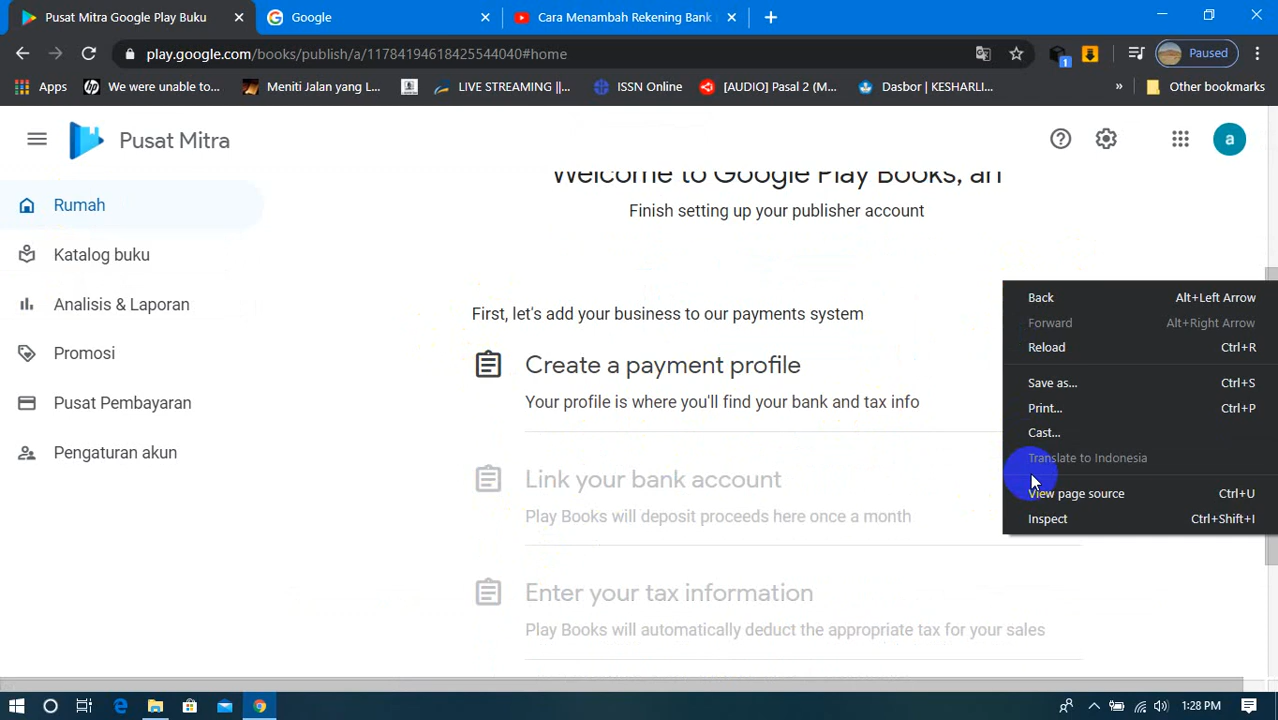 Pusat Mitra Google Play Buku
Google
Cara Menambah Rekening Bank
play.google.com/books/publish/a/11784194618425544040#home
Paused
Apps
We were unable to...
Meniti Jalan yang L...
LIVE STREAMING ||...
ISSN Online
[AUDIO] Pasal 2 (M...
Dasbor | KESHARLI...
»
Other bookmarks
Pusat Mitra
a
Rumah
Katalog buku
Analisis & Laporan
Promosi
Pusat Pembayaran
Pengaturan akun
Welcome to Google Play Books, an
Finish setting up your publisher account
First, let's add your business to our payments system
Create a payment profile
Your profile is where you'll find your bank and tax info
Link your bank account
Play Books will deposit proceeds here once a month
Enter your tax information
Play Books will automatically deduct the appropriate tax for your sales
Back Alt+Left Arrow
Forward Alt+Right Arrow
Reload Ctrl+R
Save as... Ctrl+S
Print... Ctrl+P
Cast...
Translate to Indonesia
View page source Ctrl+U
Inspect Ctrl+Shift+I
1
1:28 PM